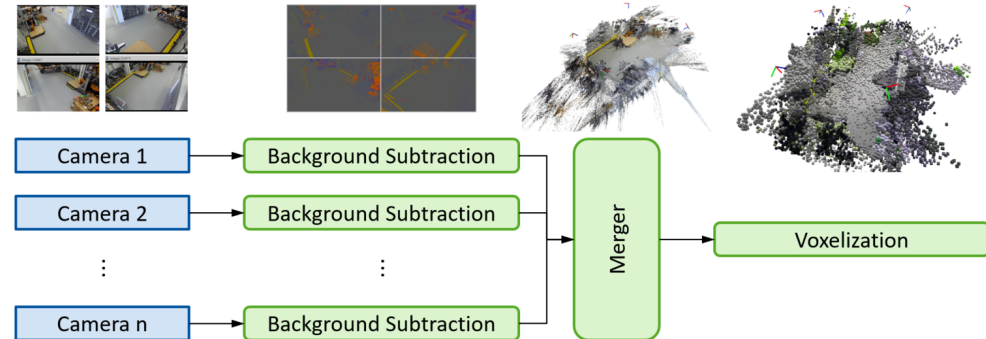 Camera 1
Background Subtraction
Camera 2
Background Subtraction
Merger
Voxelization
⋮
⋮
Camera n
Background Subtraction